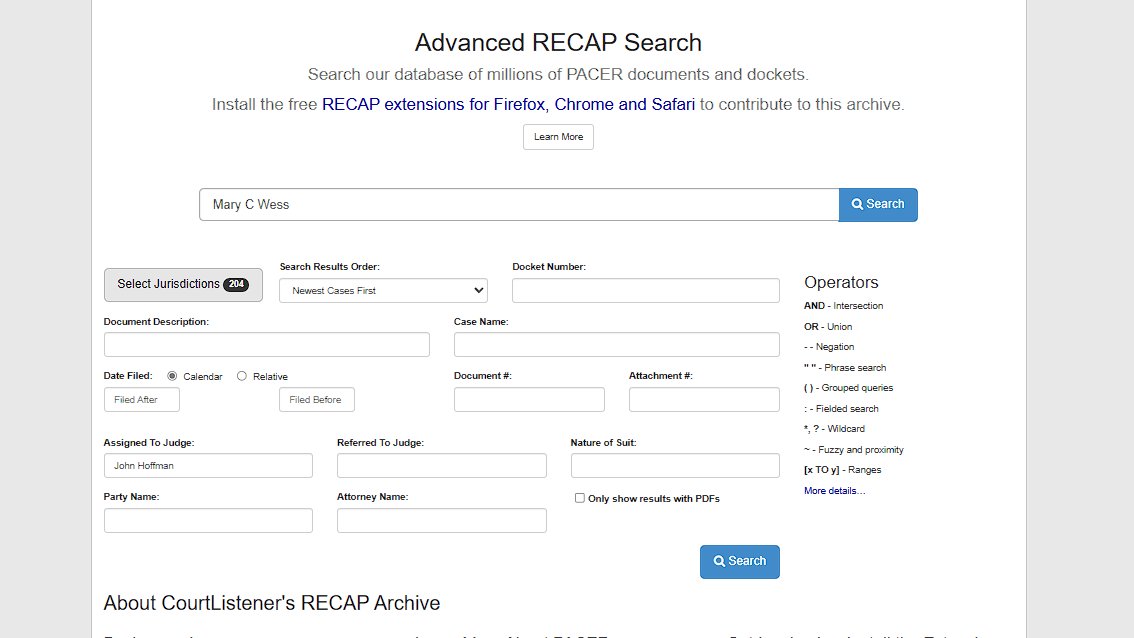 Advanced RECAP Search
Search our database of millions of PACER documents and dockets.
Install the free RECAP extensions for Firefox, Chrome and Safari to contribute to this archive.
Learn More
Mary C Wess
Search
Select Jurisdictions 204
Search Results Order:
Newest Cases First
Docket Number:
Document Description:
Case Name:
Date Filed: Calendar Relative
Filed After
Filed Before
Document #:
Attachment #:
Assigned To Judge:
John Hoffman
Referred To Judge:
Nature of Suit:
Party Name:
Attorney Name:
Only show results with PDFs
Search
Operators
AND - Intersection
OR - Union
- - Negation
" " - Phrase search
( ) - Grouped queries
: - Fielded search
*, ? - Wildcard
~ - Fuzzy and proximity
[x TO y] - Ranges
More details…
About CourtListener's RECAP Archive